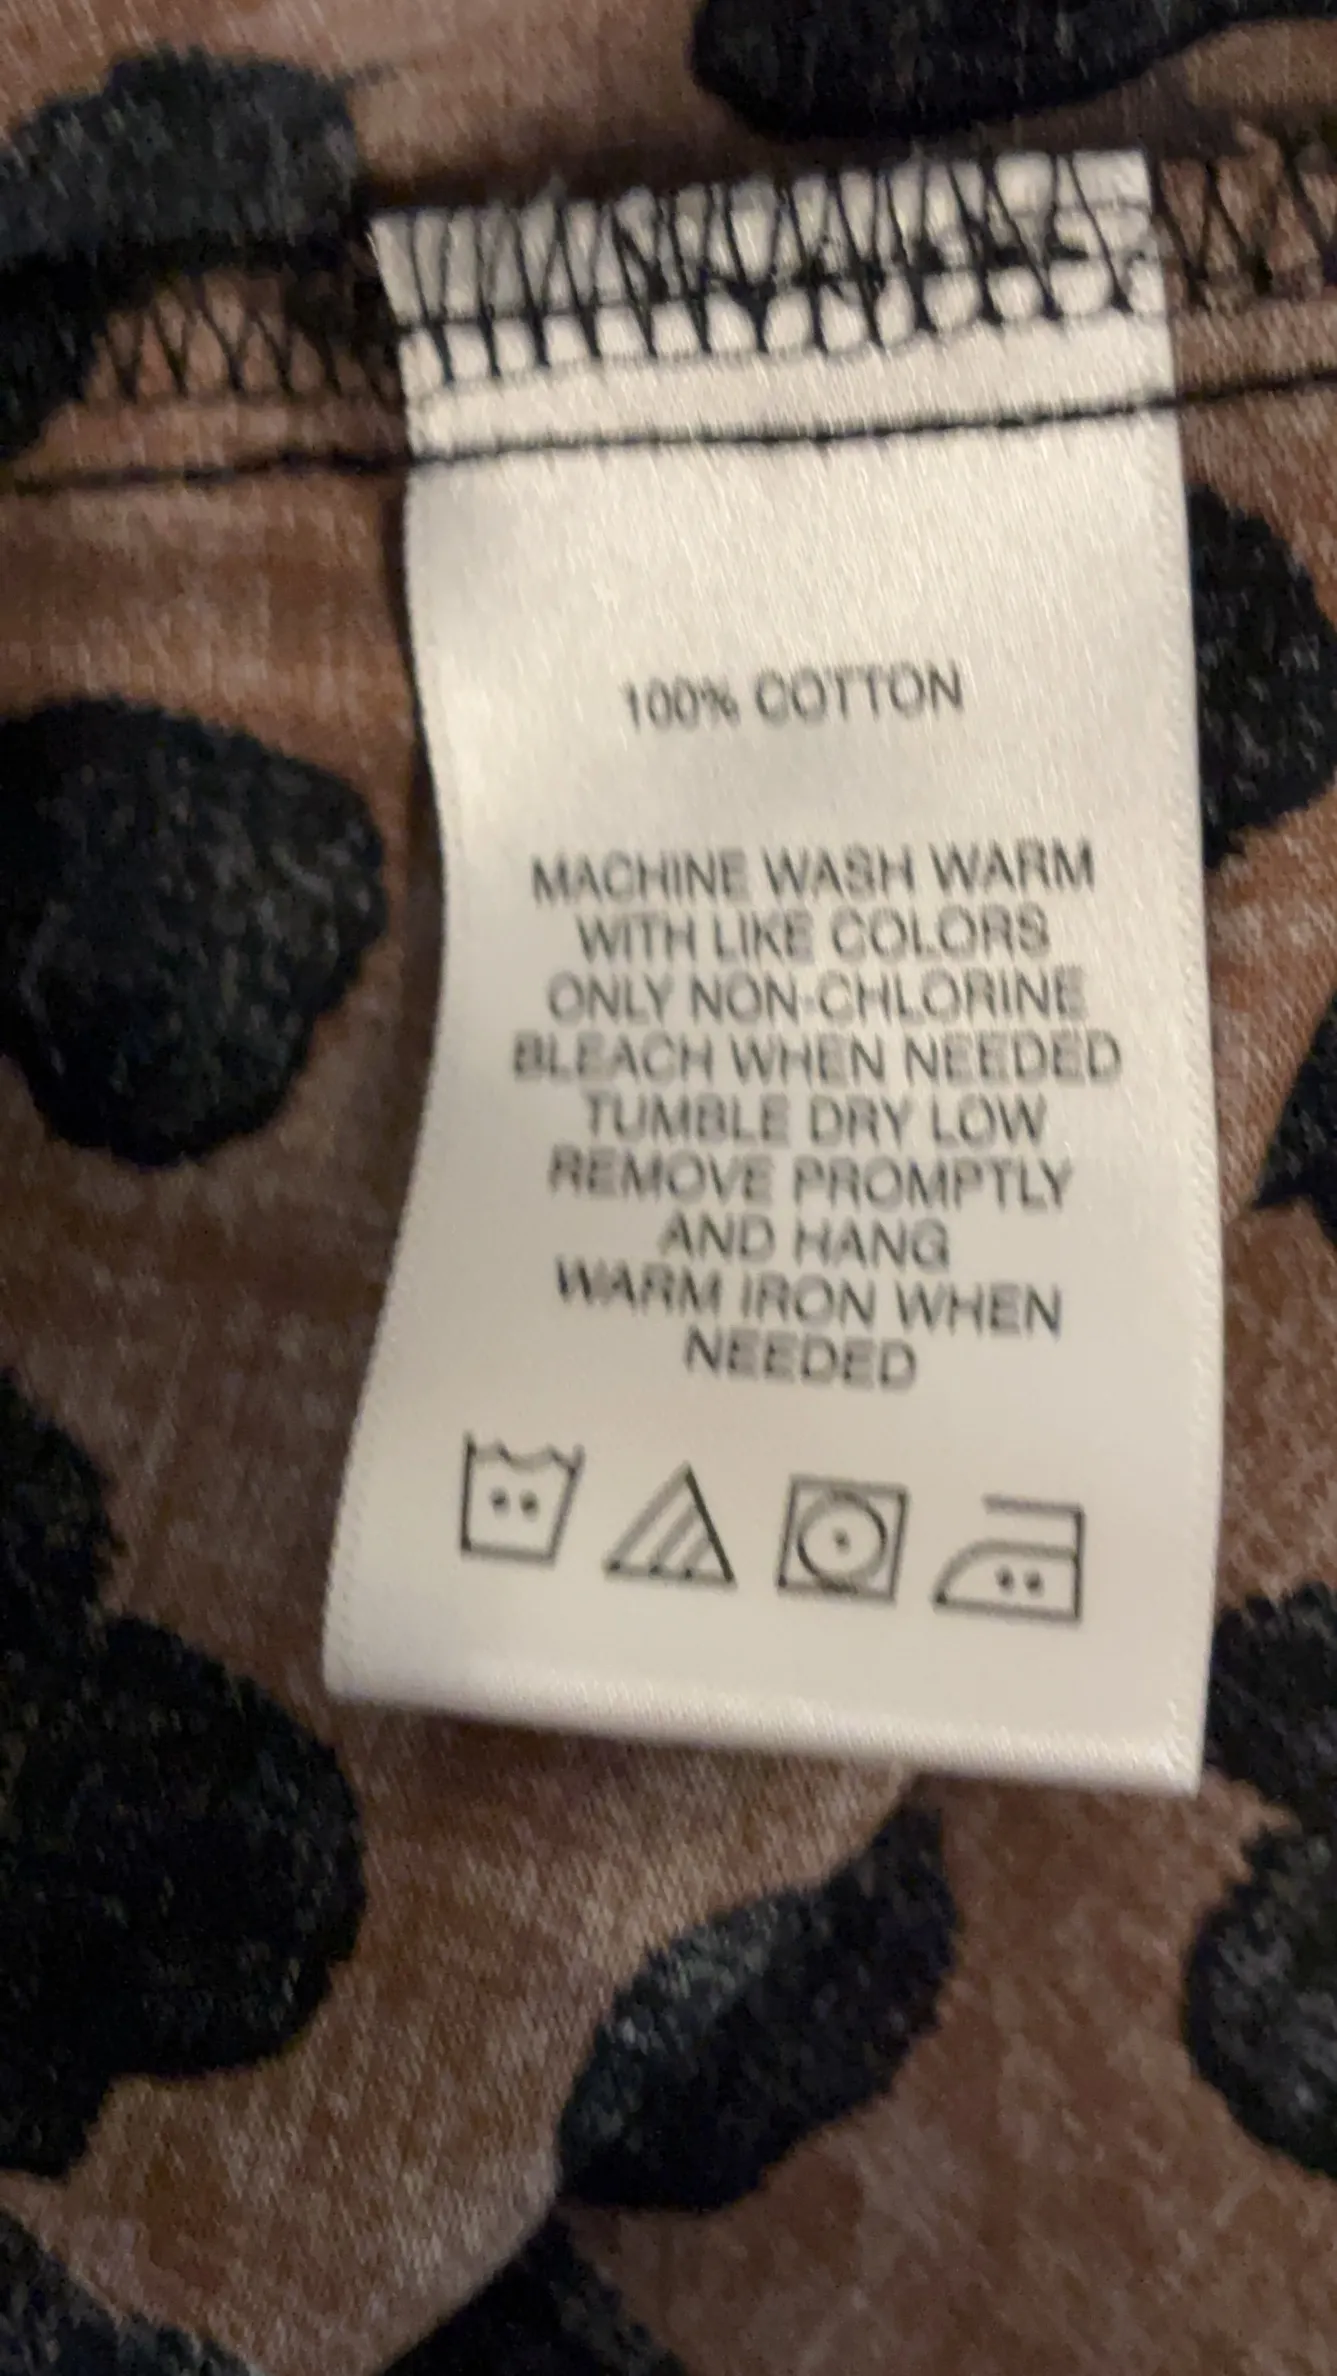 100% COTTON
MACHINE WASH WARM
WITH LIKE COLORS
ONLY NON-CHLORINE
BLEACH WHEN NEEDED
TUMBLE DRY LOW
REMOVE PROMPTLY
AND HANG
WARM IRON WHEN
NEEDED